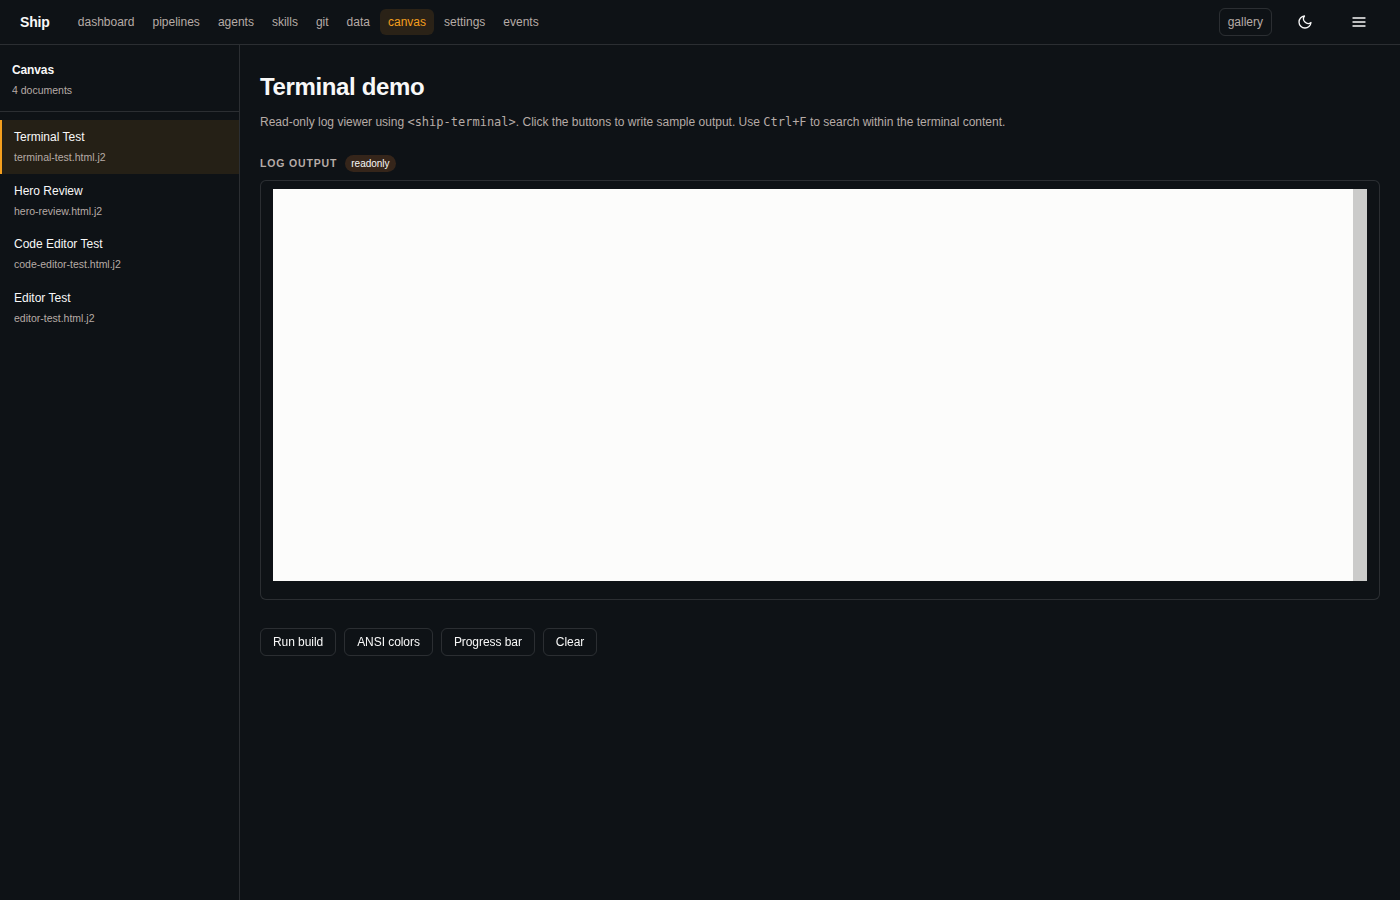 Ship dashboard pipelines agents skills git data canvas settings events gallery
Canvas
4 documents
Terminal Test
terminal-test.html.j2
Hero Review
hero-review.html.j2
Code Editor Test
code-editor-test.html.j2
Editor Test
editor-test.html.j2
Terminal demo
Read-only log viewer using <ship-terminal>. Click the buttons to write sample output. Use Ctrl+F to search within the terminal content.
LOG OUTPUT readonly
Run build ANSI colors Progress bar Clear